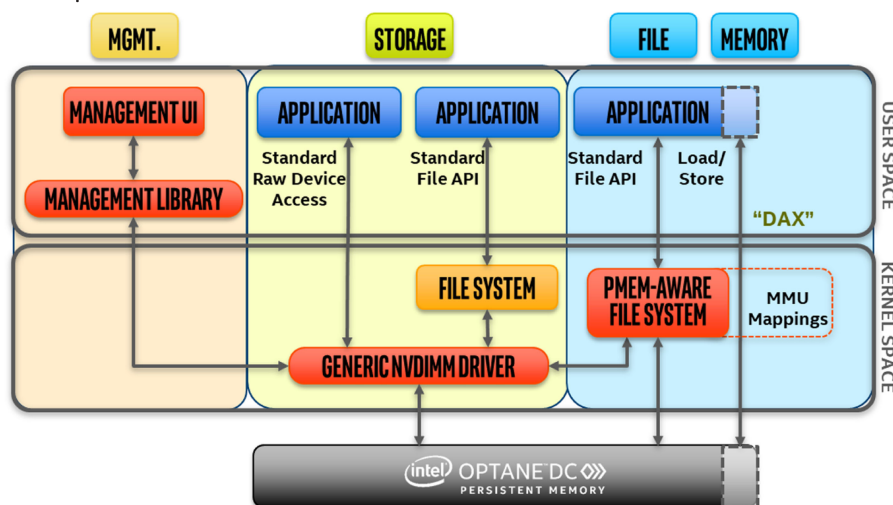 MGMT.
STORAGE
FILE
MEMORY
MANAGEMENT UI
APPLICATION
APPLICATION
APPLICATION
Standard
Raw Device
Access
Standard
File API
Standard
File API
Load/
Store
MANAGEMENT LIBRARY
"DAX"
USER SPACE
FILE SYSTEM
PMEM-AWARE
FILE SYSTEM
MMU
Mappings
GENERIC NVDIMM DRIVER
KERNEL SPACE
intel OPTANE™ DC
PERSISTENT MEMORY